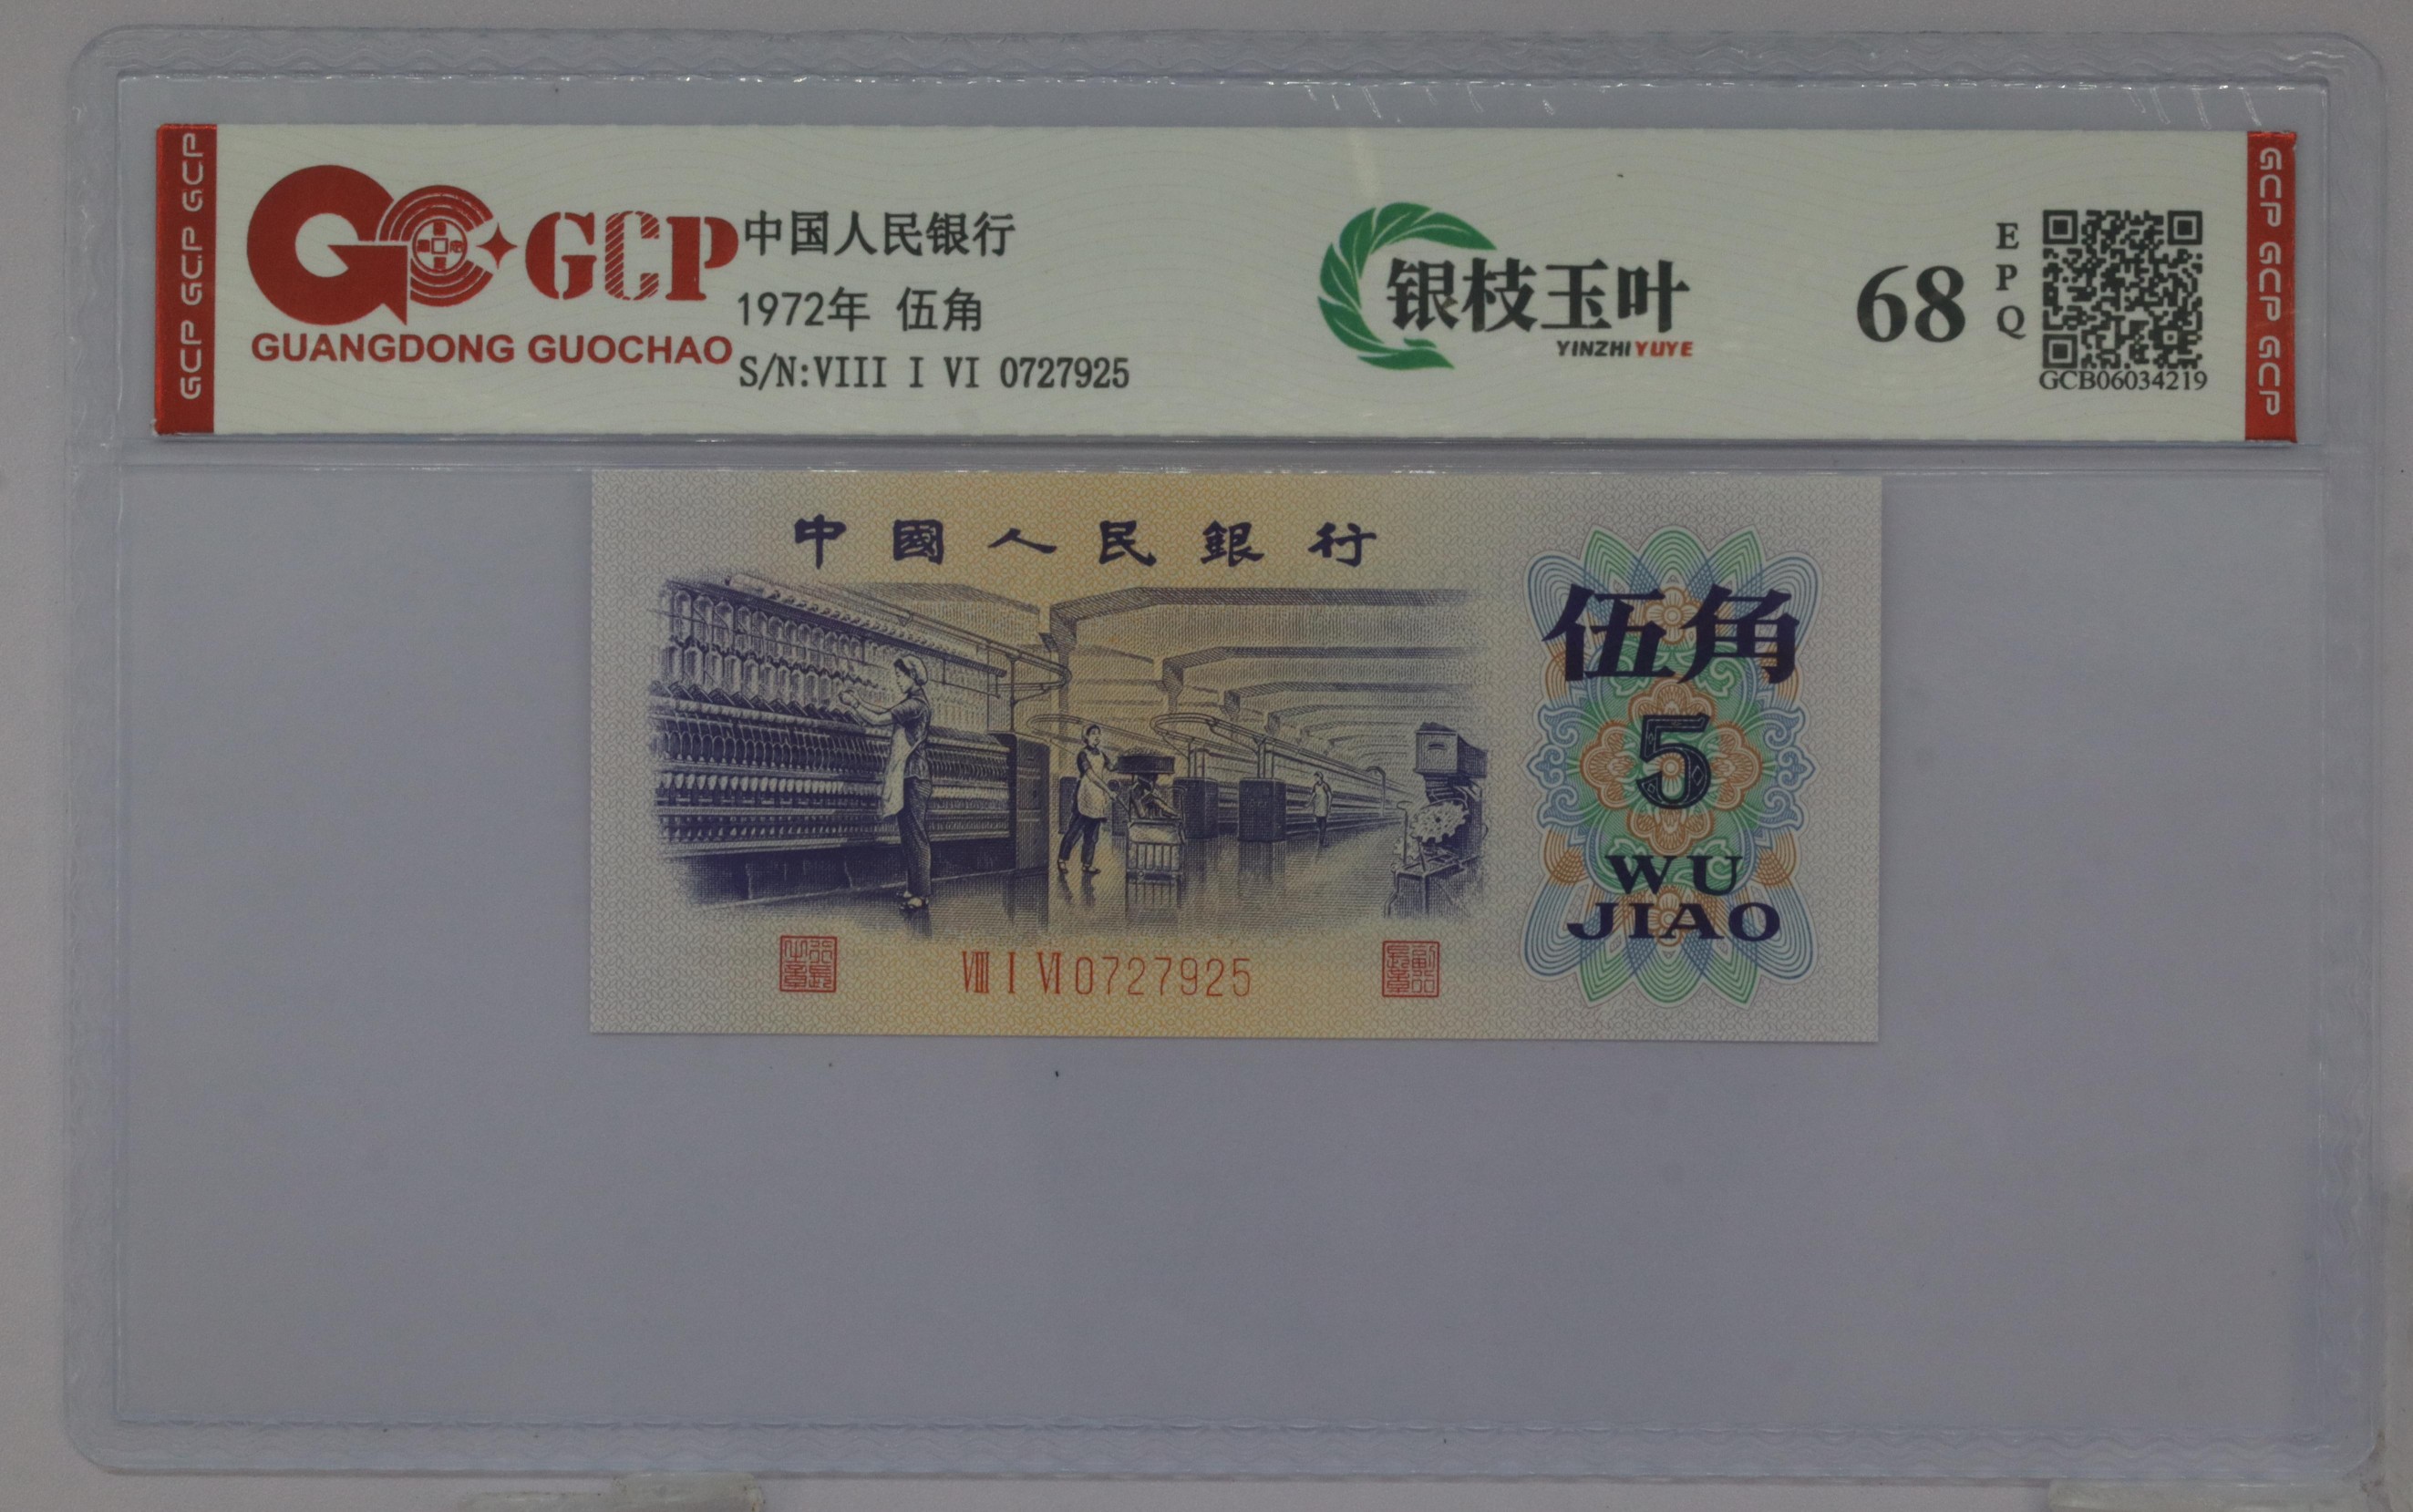 GCP GCP GCP
GCP
GUANGDONG GUOCHAO
中国人民银行
1972年 伍角
S/N:VIII I VI 0727925
银枝玉叶
YINZHIYUYE
68
E
P
Q
GCB06034219
GCP GCP GCP
中國人民銀行
伍角
5
WU
JIAO
VIII I VI 0727925